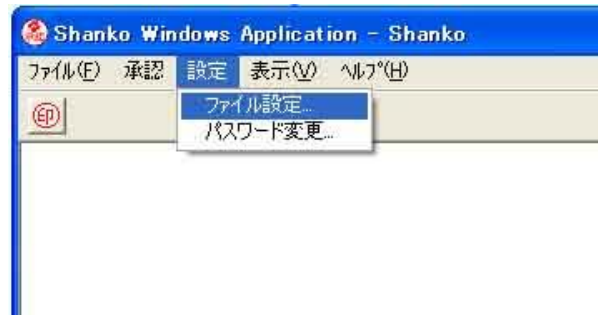 Shanko Windows Application - Shanko
ファイル(F) 承認 設定 表示(V) ヘルプ(H)
印
ファイル設定...
パスワード変更...